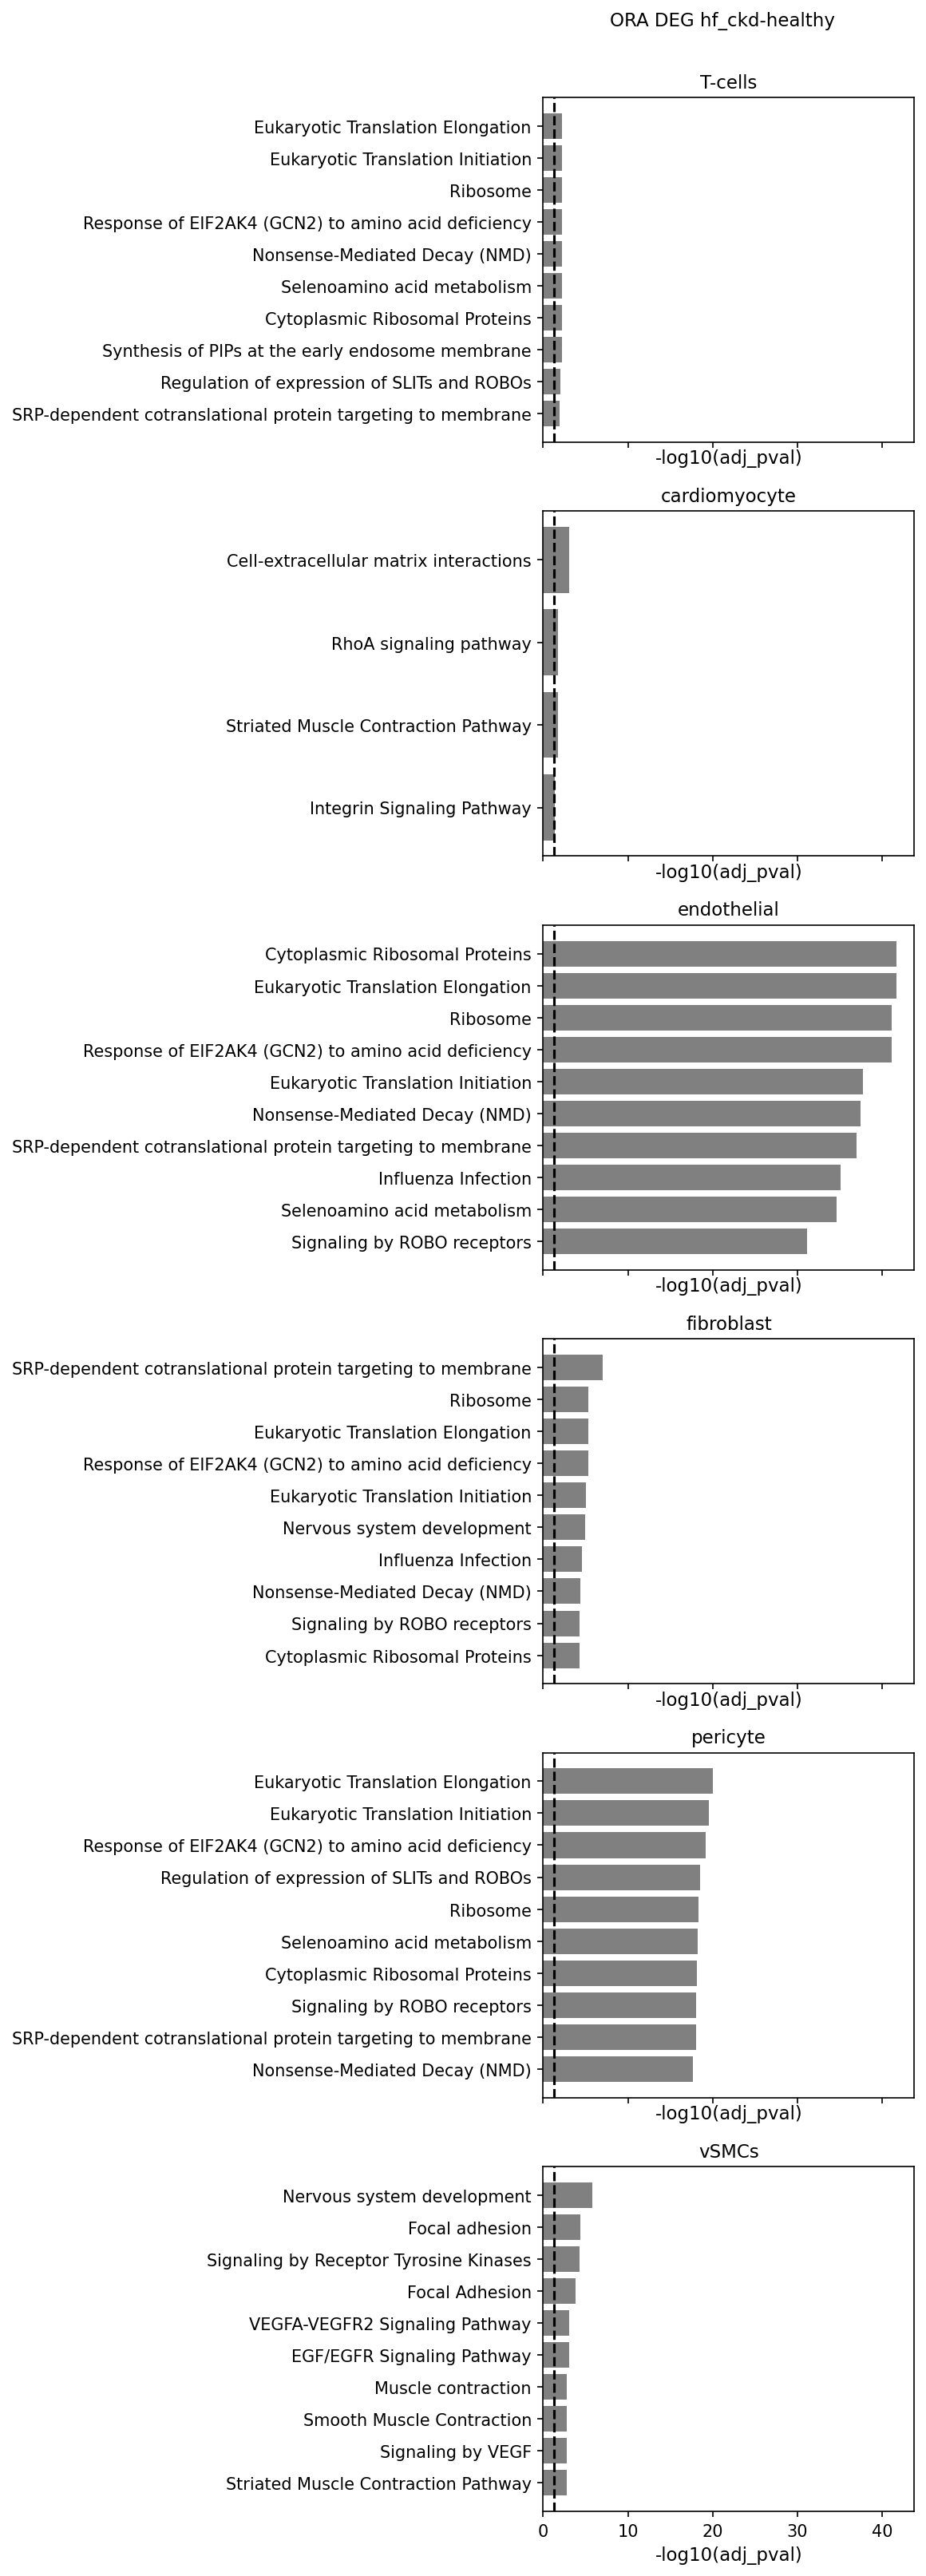 ORA DEG hf_ckd-healthy
T-cells
Eukaryotic Translation Elongation
Eukaryotic Translation Initiation
Ribosome
Response of EIF2AK4 (GCN2) to amino acid deficiency
Nonsense-Mediated Decay (NMD)
Selenoamino acid metabolism
Cytoplasmic Ribosomal Proteins
Synthesis of PIPs at the early endosome membrane
Regulation of expression of SLITs and ROBOs
SRP-dependent cotranslational protein targeting to membrane
-log10(adj_pval)
cardiomyocyte
Cell-extracellular matrix interactions
RhoA signaling pathway
Striated Muscle Contraction Pathway
Integrin Signaling Pathway
-log10(adj_pval)
endothelial
Cytoplasmic Ribosomal Proteins
Eukaryotic Translation Elongation
Ribosome
Response of EIF2AK4 (GCN2) to amino acid deficiency
Eukaryotic Translation Initiation
Nonsense-Mediated Decay (NMD)
SRP-dependent cotranslational protein targeting to membrane
Influenza Infection
Selenoamino acid metabolism
Signaling by ROBO receptors
-log10(adj_pval)
fibroblast
SRP-dependent cotranslational protein targeting to membrane
Ribosome
Eukaryotic Translation Elongation
Response of EIF2AK4 (GCN2) to amino acid deficiency
Eukaryotic Translation Initiation
Nervous system development
Influenza Infection
Nonsense-Mediated Decay (NMD)
Signaling by ROBO receptors
Cytoplasmic Ribosomal Proteins
-log10(adj_pval)
pericyte
Eukaryotic Translation Elongation
Eukaryotic Translation Initiation
Response of EIF2AK4 (GCN2) to amino acid deficiency
Regulation of expression of SLITs and ROBOs
Ribosome
Selenoamino acid metabolism
Cytoplasmic Ribosomal Proteins
Signaling by ROBO receptors
SRP-dependent cotranslational protein targeting to membrane
Nonsense-Mediated Decay (NMD)
-log10(adj_pval)
vSMCs
Nervous system development
Focal adhesion
Signaling by Receptor Tyrosine Kinases
Focal Adhesion
VEGFA-VEGFR2 Signaling Pathway
EGF/EGFR Signaling Pathway
Muscle contraction
Smooth Muscle Contraction
Signaling by VEGF
Striated Muscle Contraction Pathway
0 10 20 30 40
-log10(adj_pval)